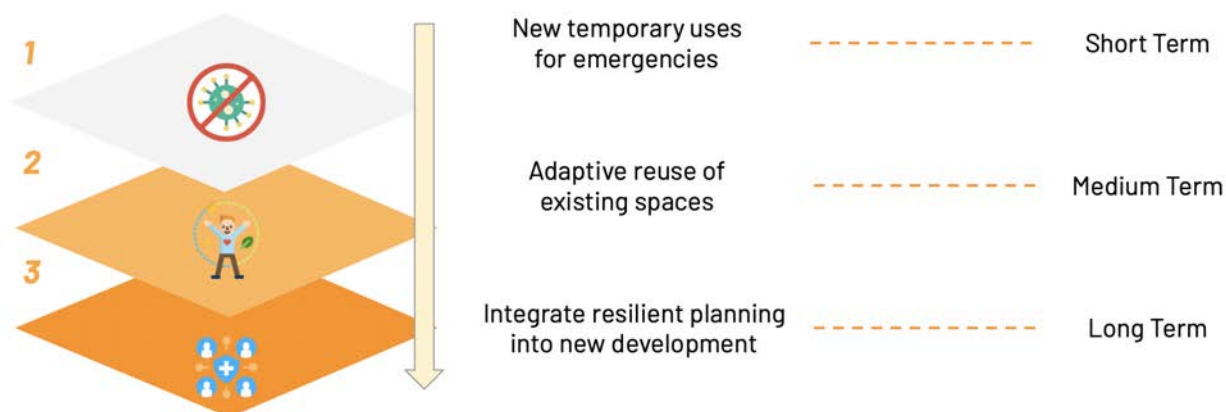 1
New temporary uses
for emergencies
Short Term
2
Adaptive reuse of
existing spaces
Medium Term
3
Integrate resilient planning
into new development
Long Term